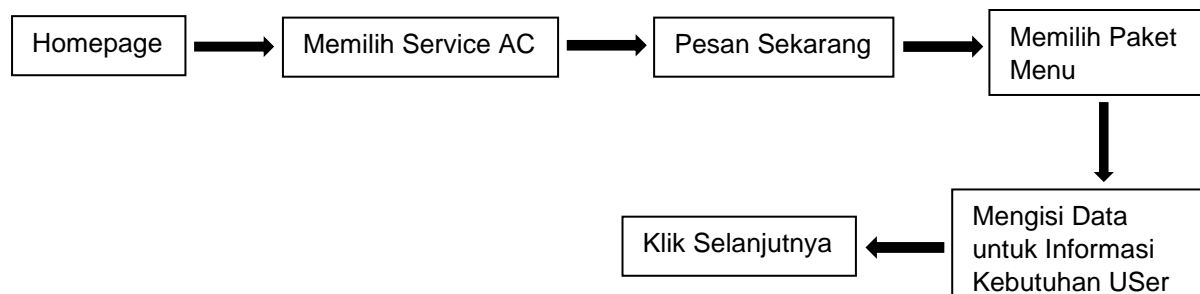 Homepage
Memilih Service AC
Pesan Sekarang
Memilih Paket
Menu
Mengisi Data
untuk Informasi
Kebutuhan USer
Klik Selanjutnya